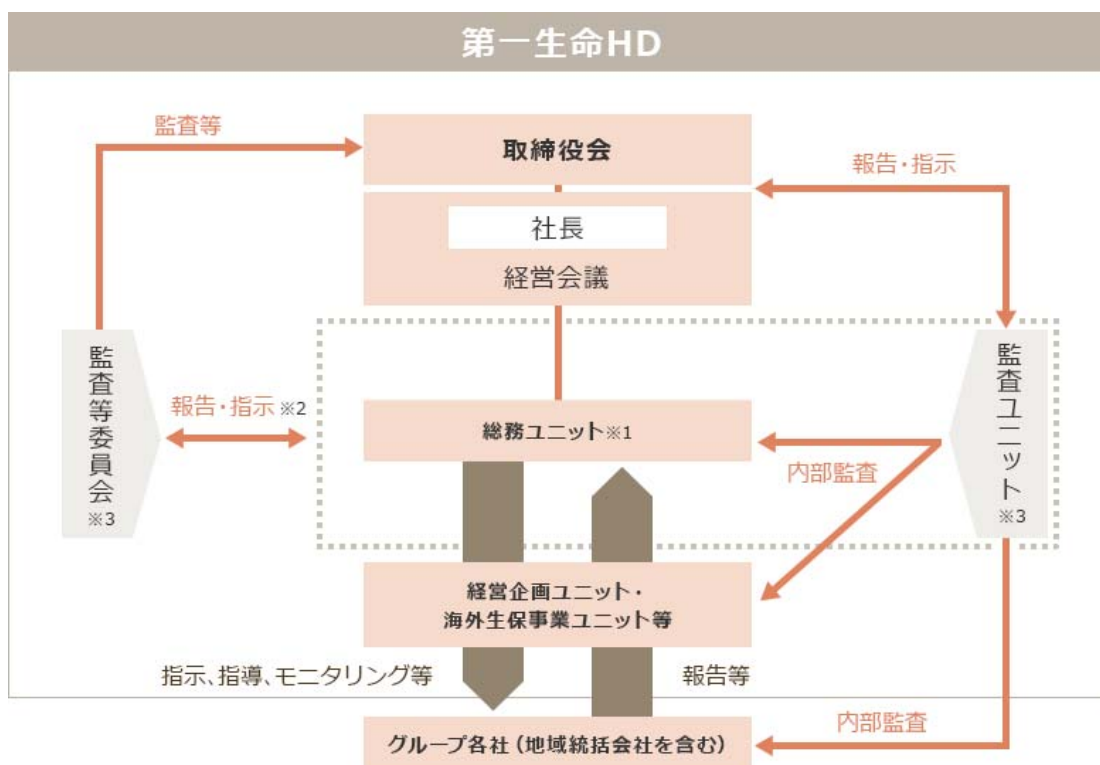 第一生命HD
監査等
取締役会
報告・指示
社長
経営会議
監査等委員会
※3
報告・指示 ※2
総務ユニット※1
内部監査
監査ユニット
※3
経営企画ユニット・
海外生保事業ユニット等
指示、指導、モニタリング等
報告等
グループ各社（地域統括会社を含む）
内部監査